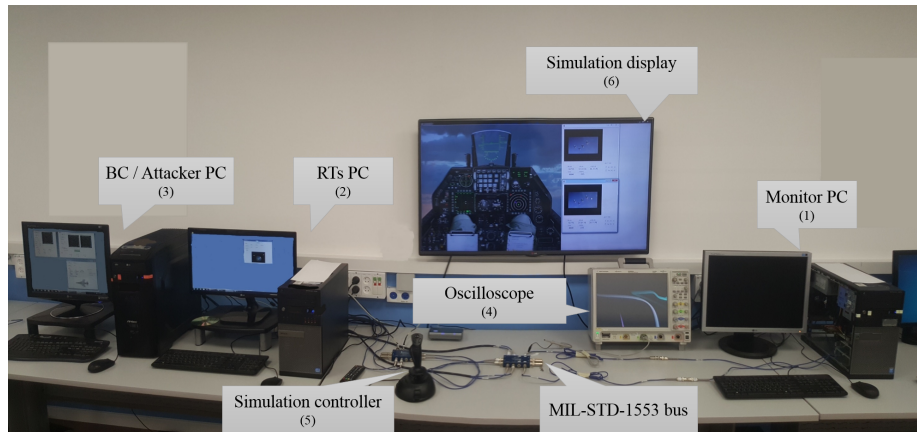 Simulation display
(6)
BC / Attacker PC
(3)
RTs PC
(2)
Monitor PC
(1)
Oscilloscope
(4)
Simulation controller
(5)
MIL-STD-1553 bus